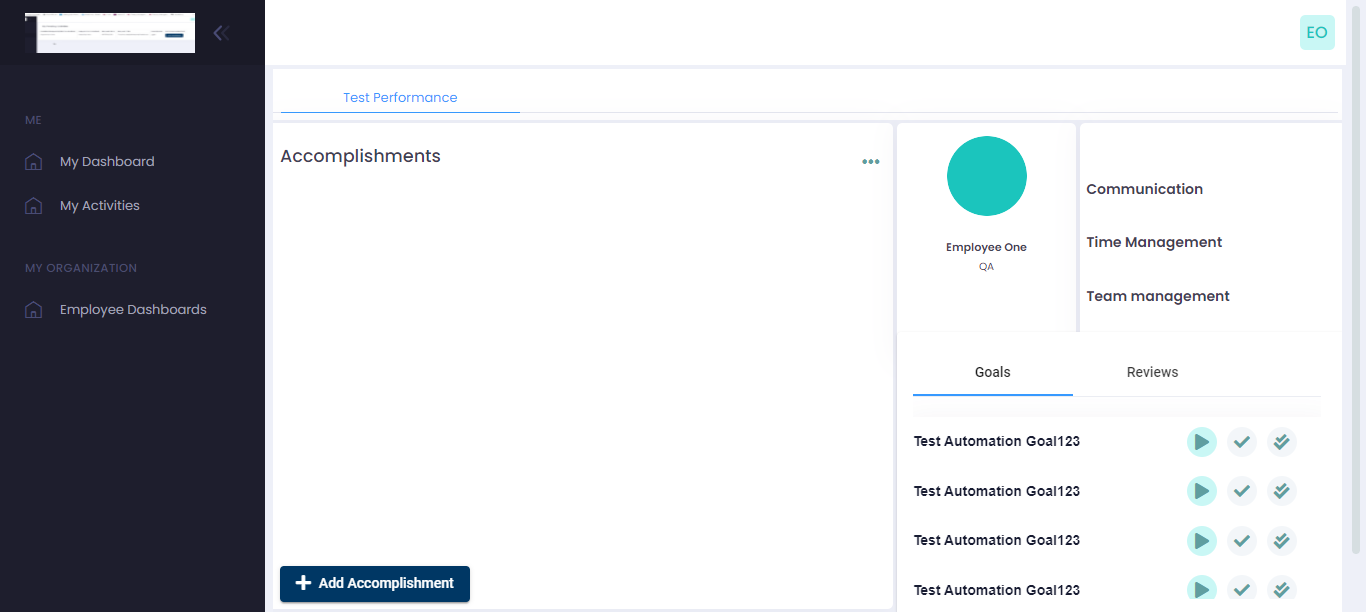 EO
ME
My Dashboard
My Activities
MY ORGANIZATION
Employee Dashboards
Test Performance
Accomplishments
Add Accomplishment
Employee One
QA
Communication
Time Management
Team management
Goals
Reviews
Test Automation Goal123
Test Automation Goal123
Test Automation Goal123
Test Automation Goal123